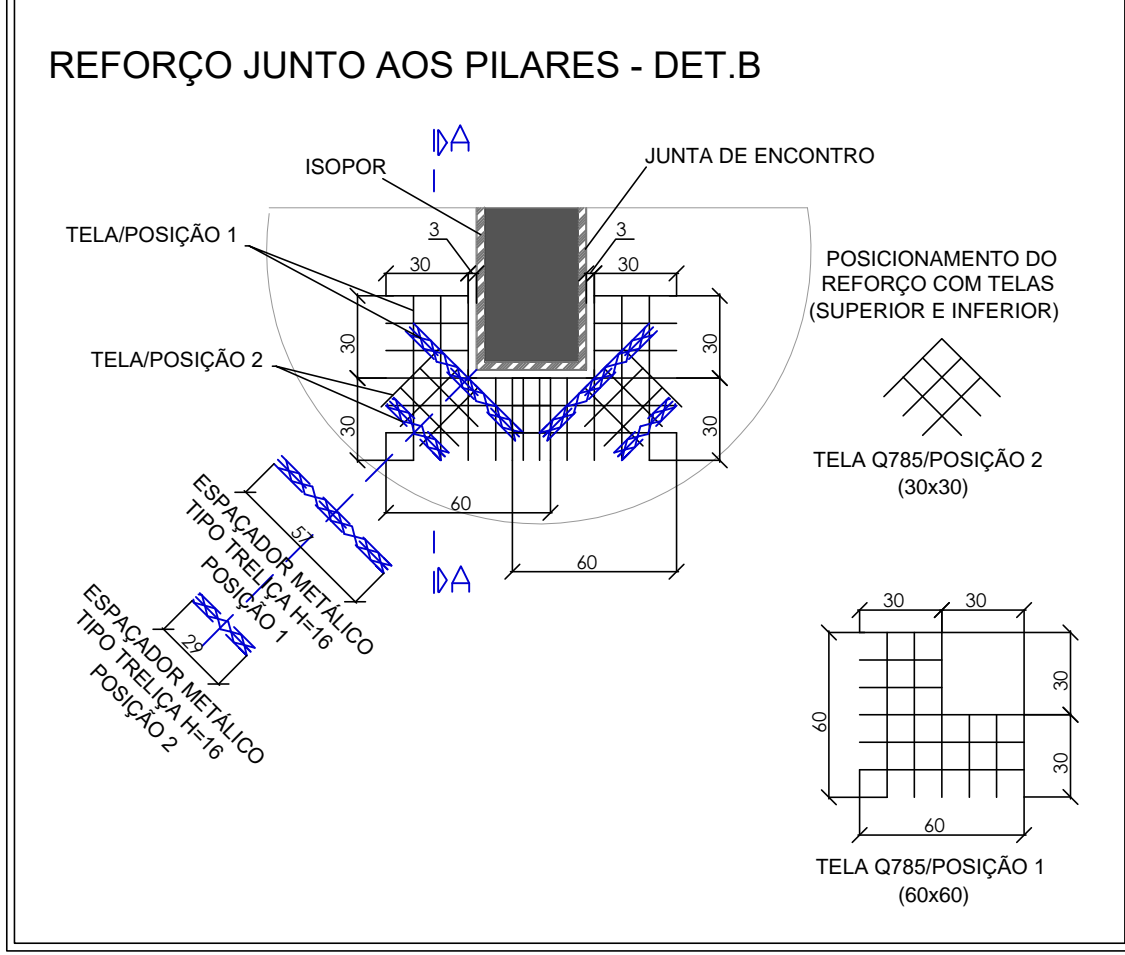 REFORÇO JUNTO AOS PILARES - DET.B
A
ISOPOR
JUNTA DE ENCONTRO
TELA/POSIÇÃO 1
3
3
30
30
POSICIONAMENTO DO
REFORÇO COM TELAS
(SUPERIOR E INFERIOR)
30
30
TELA/POSIÇÃO 2
30
30
TELA Q785/POSIÇÃO 2
(30x30)
60
60
A
57
ESPAÇADOR METÁLICO
TIPO TRELIÇA H=16
POSIÇÃO 1
29
ESPAÇADOR METÁLICO
TIPO TRELIÇA H=16
POSIÇÃO 2
30
30
60
30
30
60
TELA Q785/POSIÇÃO 1
(60x60)